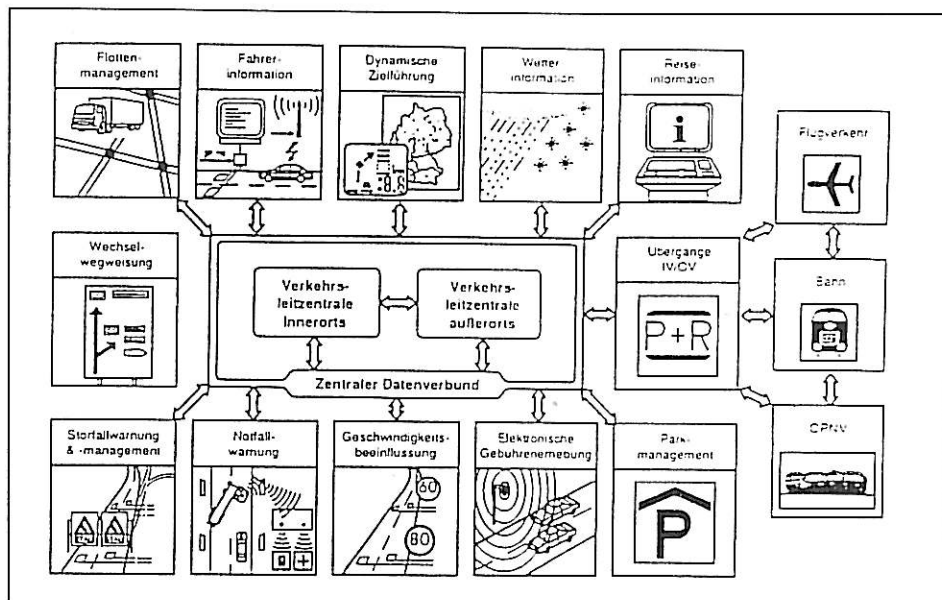 Flotten-
management
Fahrer-
information
Dynamische
Zielführung
Wetter
information
Reise-
information
i
Flugverkehr
Wechsel-
wegweisung
Verkehrs-
leitzentrale
Innerorts
Verkehrs-
leitzentrale
außerorts
Zentraler Datenverbund
Übergänge
IV/ÖV
P+R
Bahn
ÖPNV
Störfallwarnung
& -management
Notfall-
warnung
Geschwindigkeits-
beeinflussung
60
80
Elektronische
Gebührenerhebung
Park-
management
P